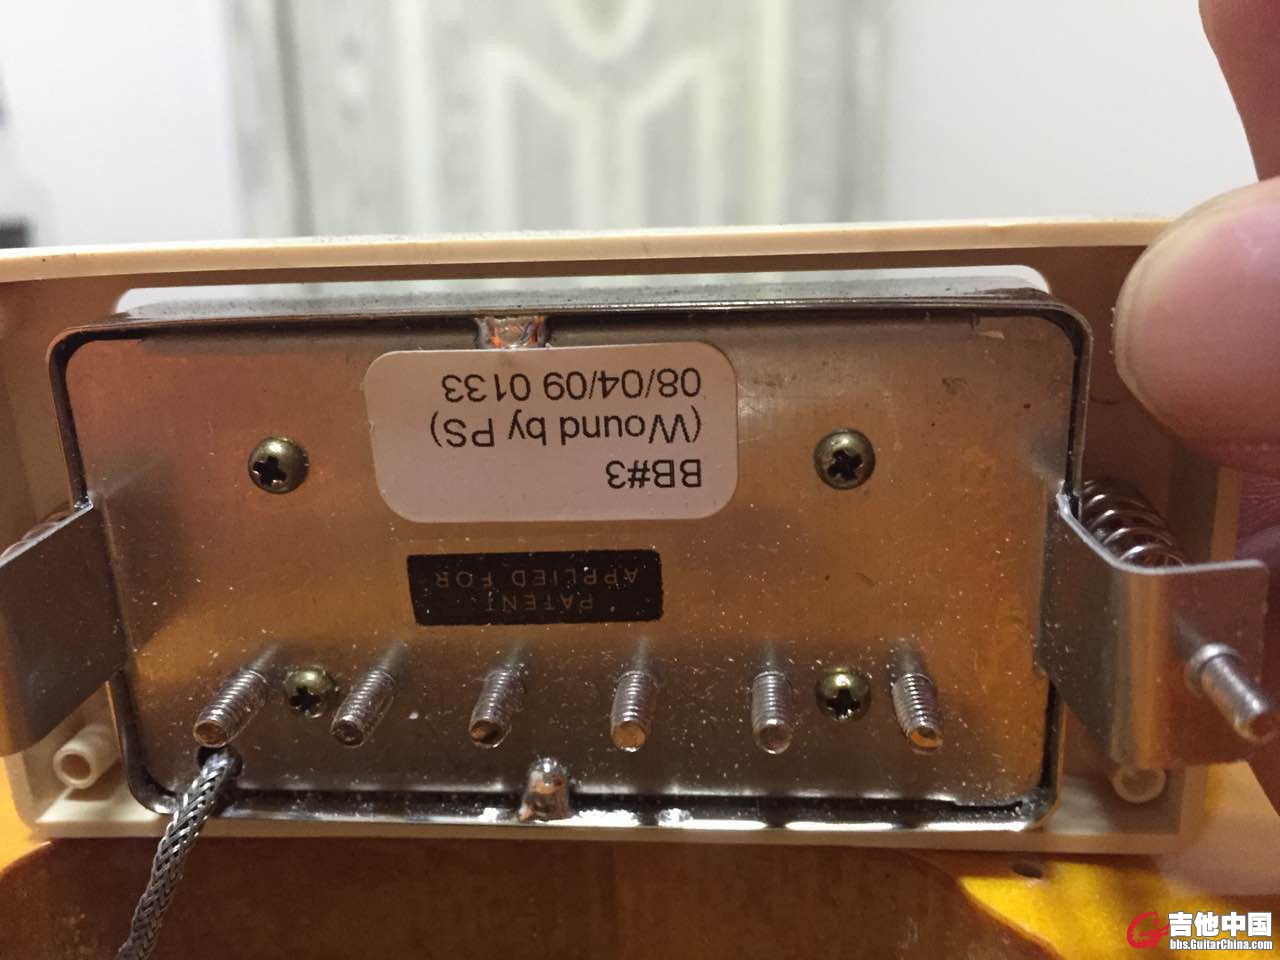 BB#3
(Wound by PS)
08/04/09 0133
PATENT
APPLIED FOR
吉他中国
bbs.GuitarChina.com